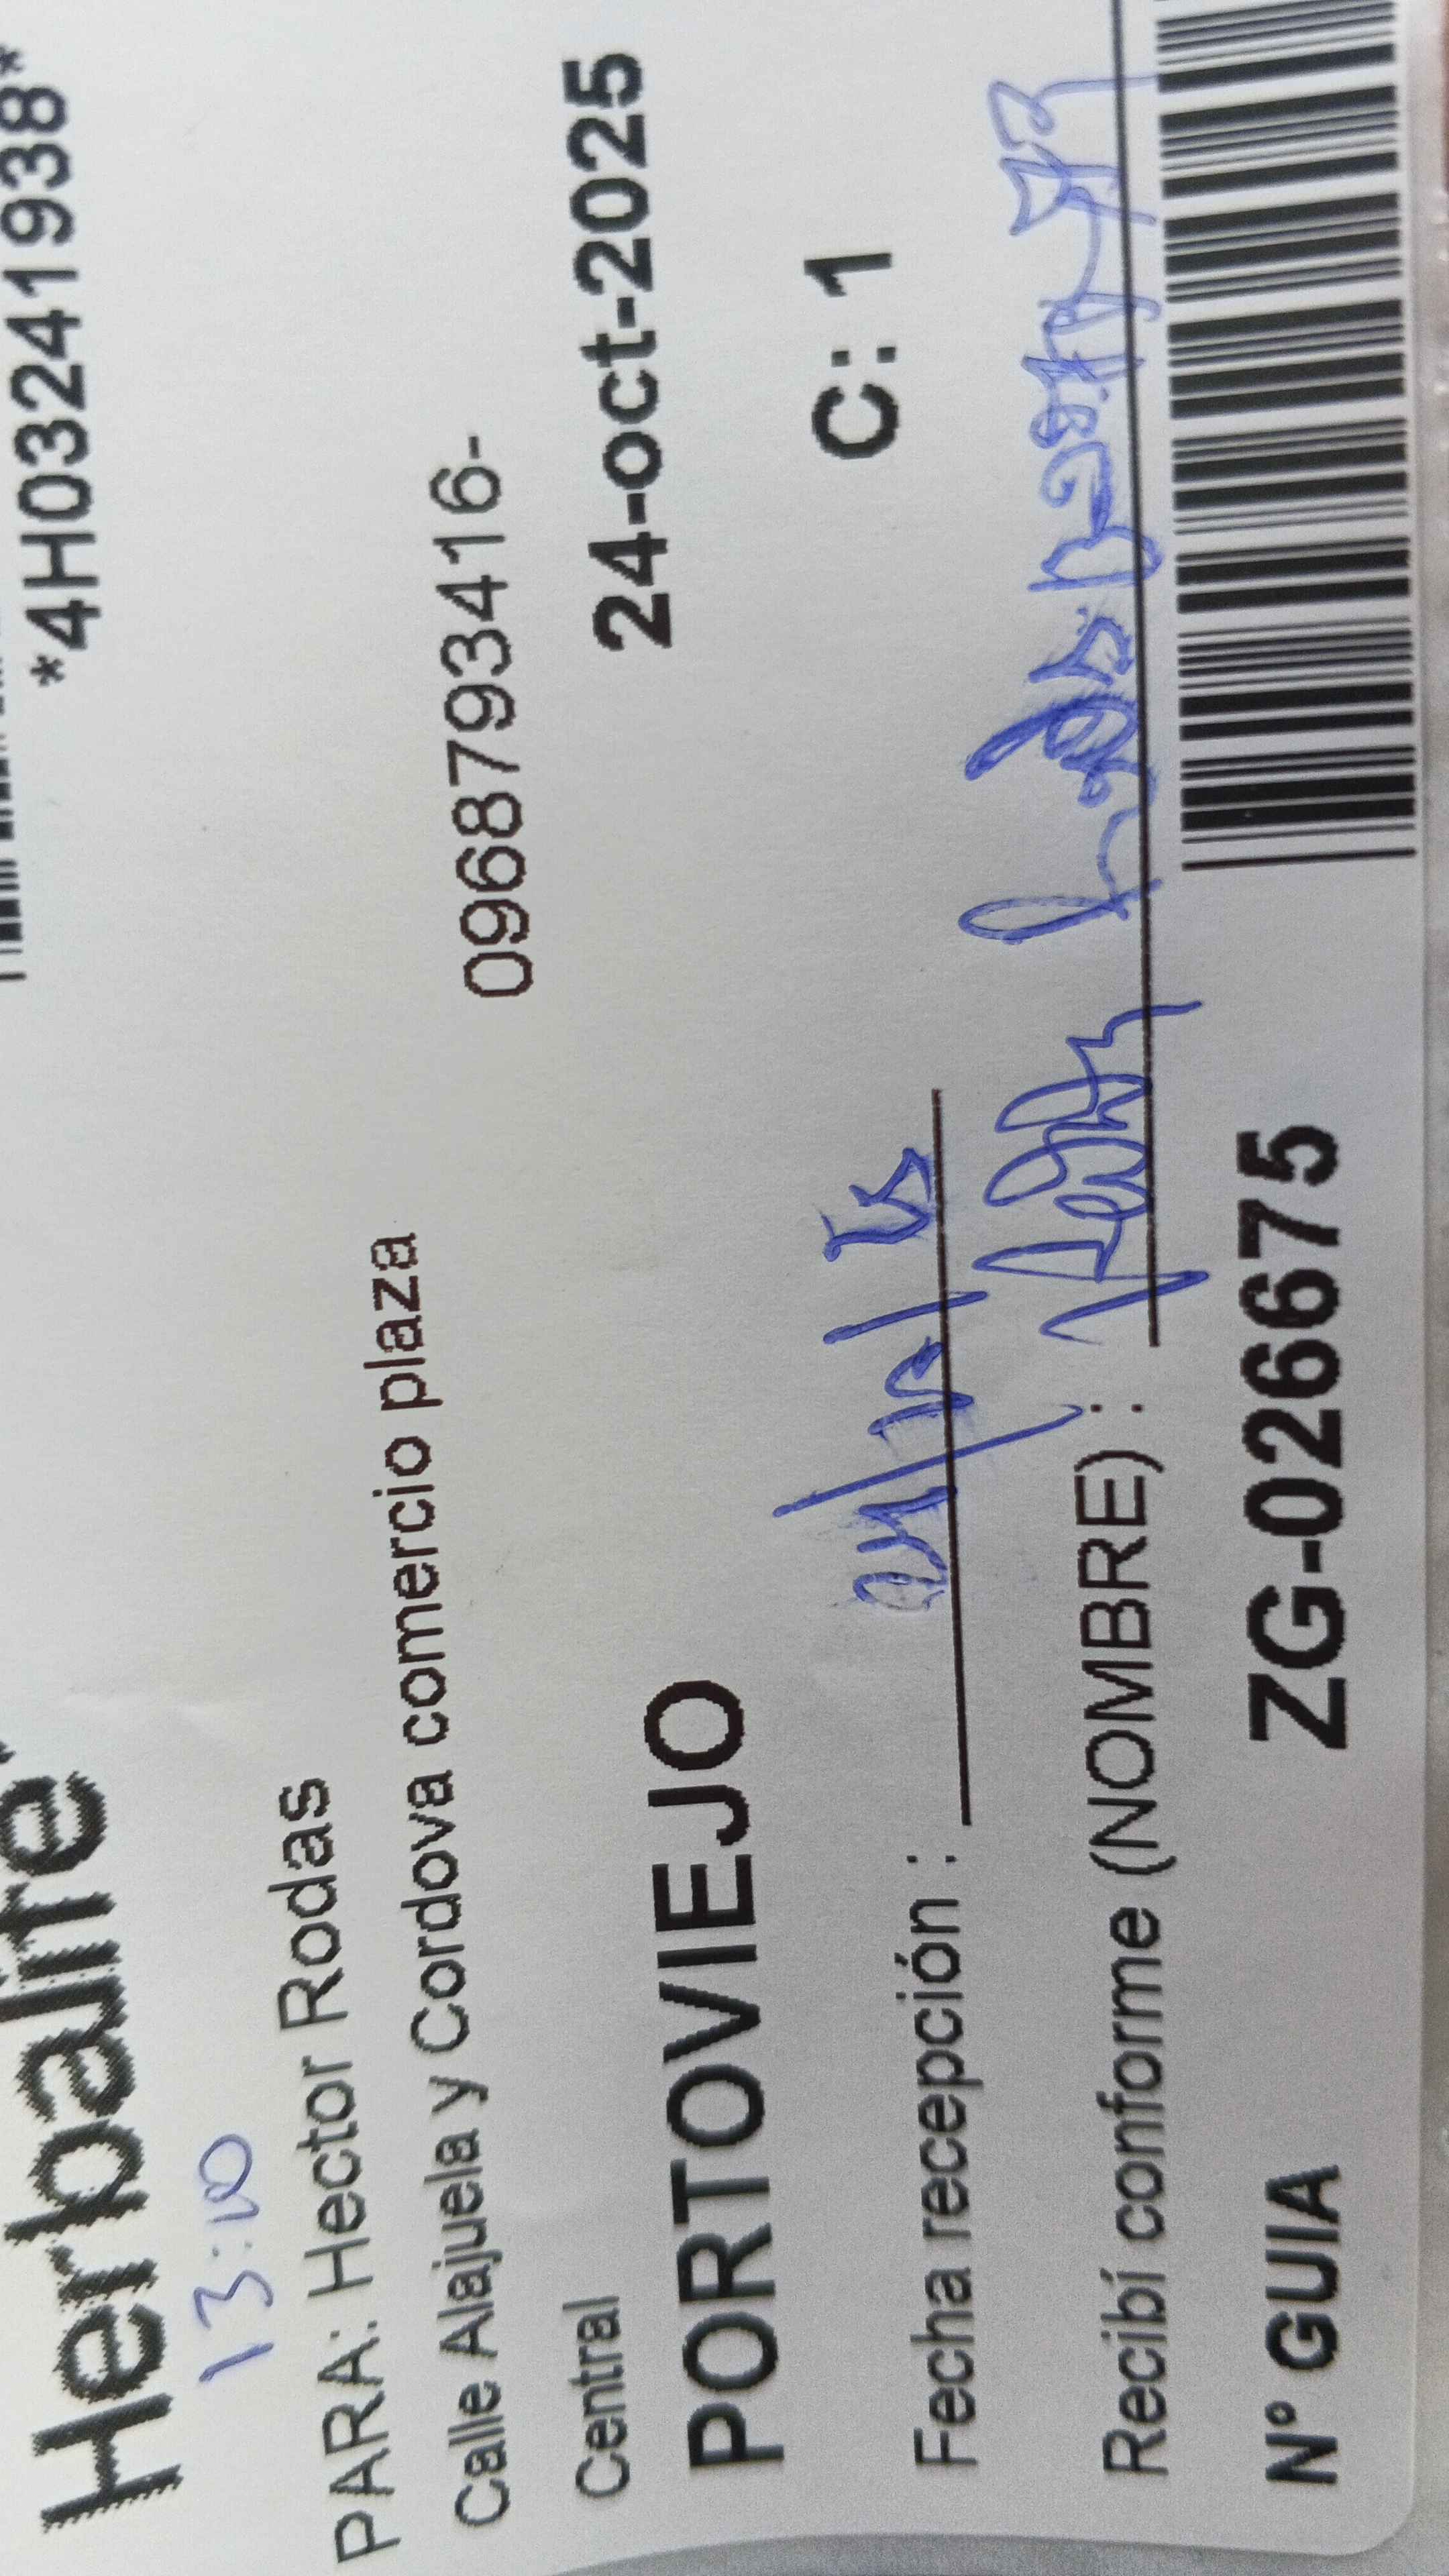 *4H03241938*
Herbalife
13:00
PARA: Hector Rodas
Calle Alajuela y Cordova comercio plaza
0968793416-
Central
24-oct-2025
PORTOVIEJO
C: 1
Fecha recepción :
Recibí conforme (NOMBRE) :
Nº GUIA
ZG-026675